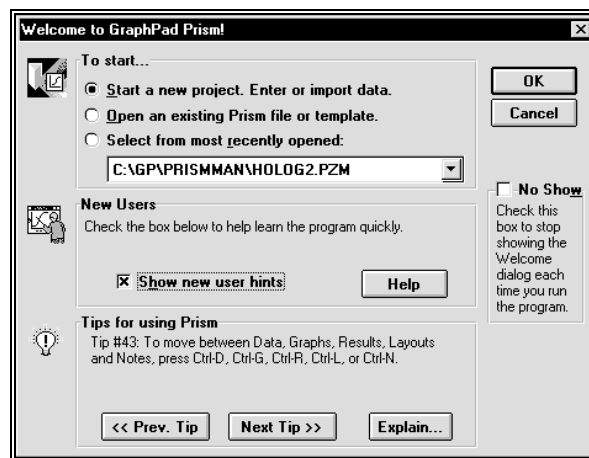 Welcome to GraphPad Prism!
To start...
Start a new project. Enter or import data.
Open an existing Prism file or template.
Select from most recently opened:
C:\GP\PRISMMAN\HOLOG2.PZM
OK
Cancel
New Users
Check the box below to help learn the program quickly.
Show new user hints
Help
No Show
Check this
box to stop
showing the
Welcome
dialog each
time you run
the program.
Tips for using Prism
Tip #43: To move between Data, Graphs, Results, Layouts
and Notes, press Ctrl-D, Ctrl-G, Ctrl-R, Ctrl-L, or Ctrl-N.
<< Prev. Tip
Next Tip >>
Explain...